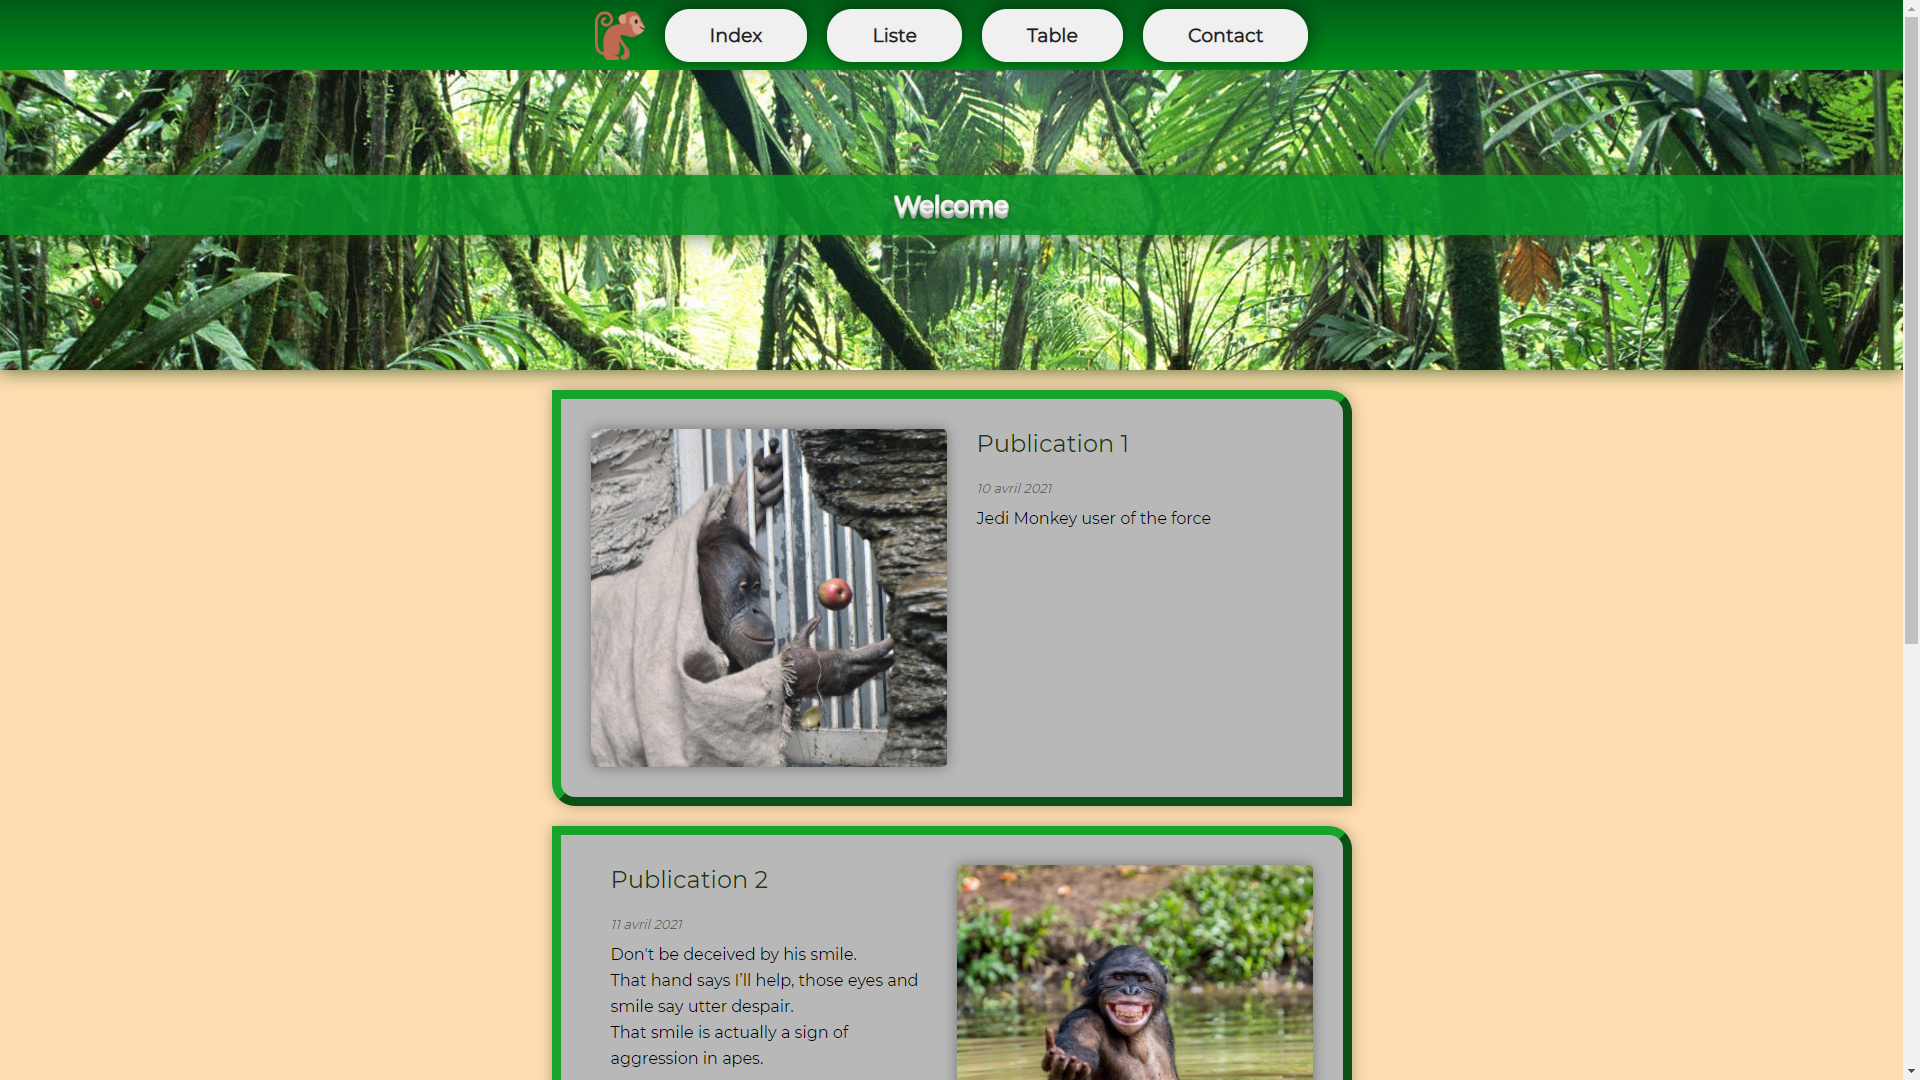 Index
Liste
Table
Contact
Welcome
Publication 1
10 avril 2021
Jedi Monkey user of the force
Publication 2
11 avril 2021
Don't be deceived by his smile.
That hand says I’ll help, those eyes and
smile say utter despair.
That smile is actually a sign of
aggression in apes.